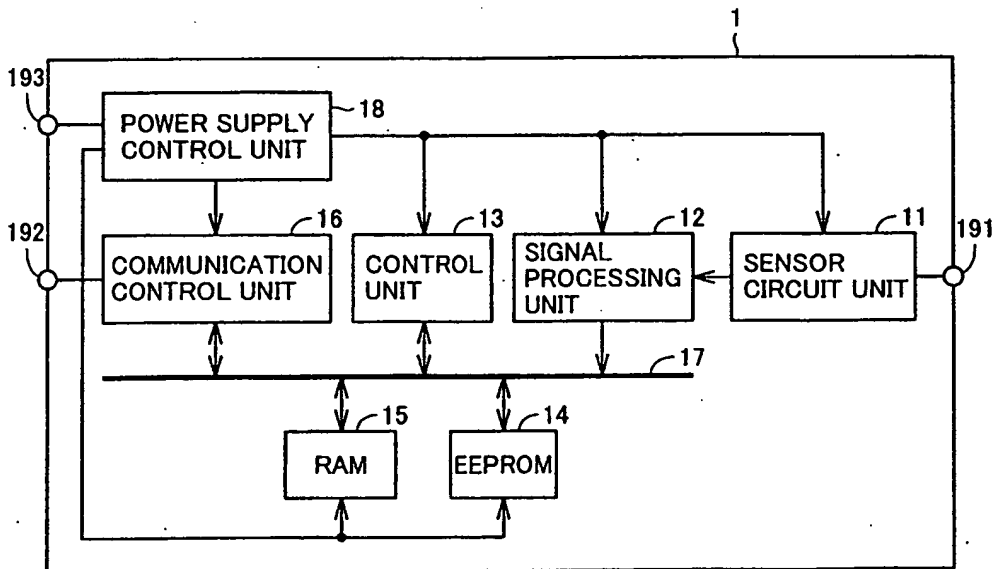 1
193
18
POWER SUPPLY
CONTROL UNIT
192
16
COMMUNICATION
CONTROL UNIT
13
CONTROL
UNIT
12
SIGNAL
PROCESSING
UNIT
11
SENSOR
CIRCUIT UNIT
191
17
15
RAM
14
EEPROM